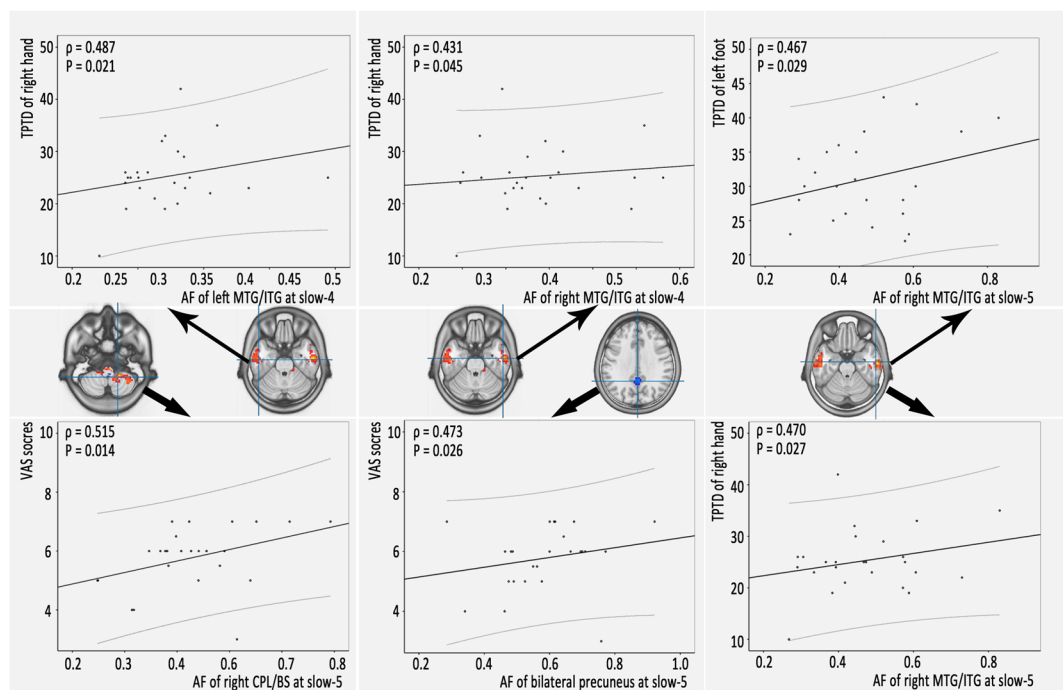 ρ = 0.487
P = 0.021
TPTD of right hand
50
40
30
20
10
0.2 0.25 0.3 0.35 0.4 0.45 0.5
AF of left MTG/ITG at slow-4
ρ = 0.431
P = 0.045
TPTD of right hand
50
40
30
20
10
0.2 0.3 0.4 0.5 0.6
AF of right MTG/ITG at slow-4
ρ = 0.467
P = 0.029
TPTD of left foot
50
40
35
30
25
20
0.2 0.4 0.6 0.8
AF of right MTG/ITG at slow-5
ρ = 0.515
P = 0.014
VAS socres
10
8
6
4
0.2 0.3 0.4 0.5 0.6 0.7 0.8
AF of right CPL/BS at slow-5
ρ = 0.473
P = 0.026
VAS socres
10
8
6
4
0.2 0.4 0.6 0.8 1.0
AF of bilateral precuneus at slow-5
ρ = 0.470
P = 0.027
TPTD of right hand
50
40
30
20
10
0.2 0.4 0.6 0.8
AF of right MTG/ITG at slow-5